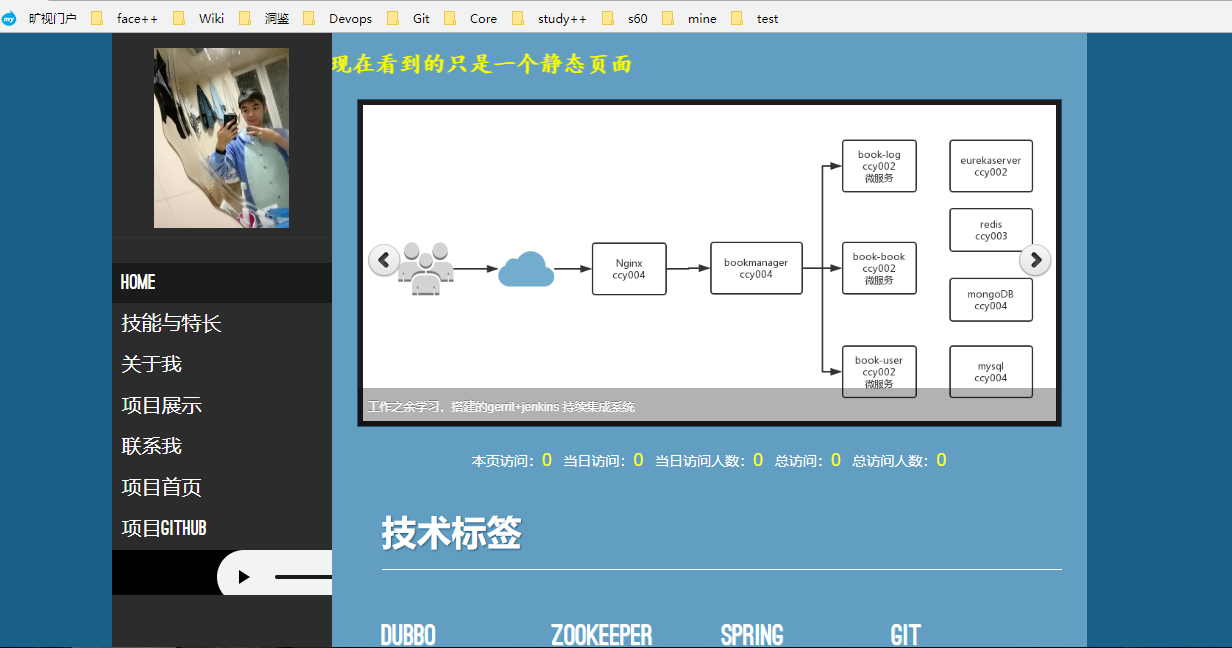 my 旷视门户 face++ Wiki 洞鉴 Devops Git Core study++ s60 mine test
现在看到的只是一个静态页面
HOME
技能与特长
关于我
项目展示
联系我
项目首页
项目GITHUB
book-log
ccy002
微服务
eurekaserver
ccy002
redis
ccy003
Nginx
ccy004
bookmanager
ccy004
book-book
ccy002
微服务
mongoDB
ccy004
book-user
ccy002
微服务
mysql
ccy004
工作之余学习，搭建的gerrit+jenkins 持续集成系统
本页访问：0 当日访问：0 当日访问人数：0 总访问：0 总访问人数：0
技术标签
DUBBO ZOOKEEPER SPRING GIT